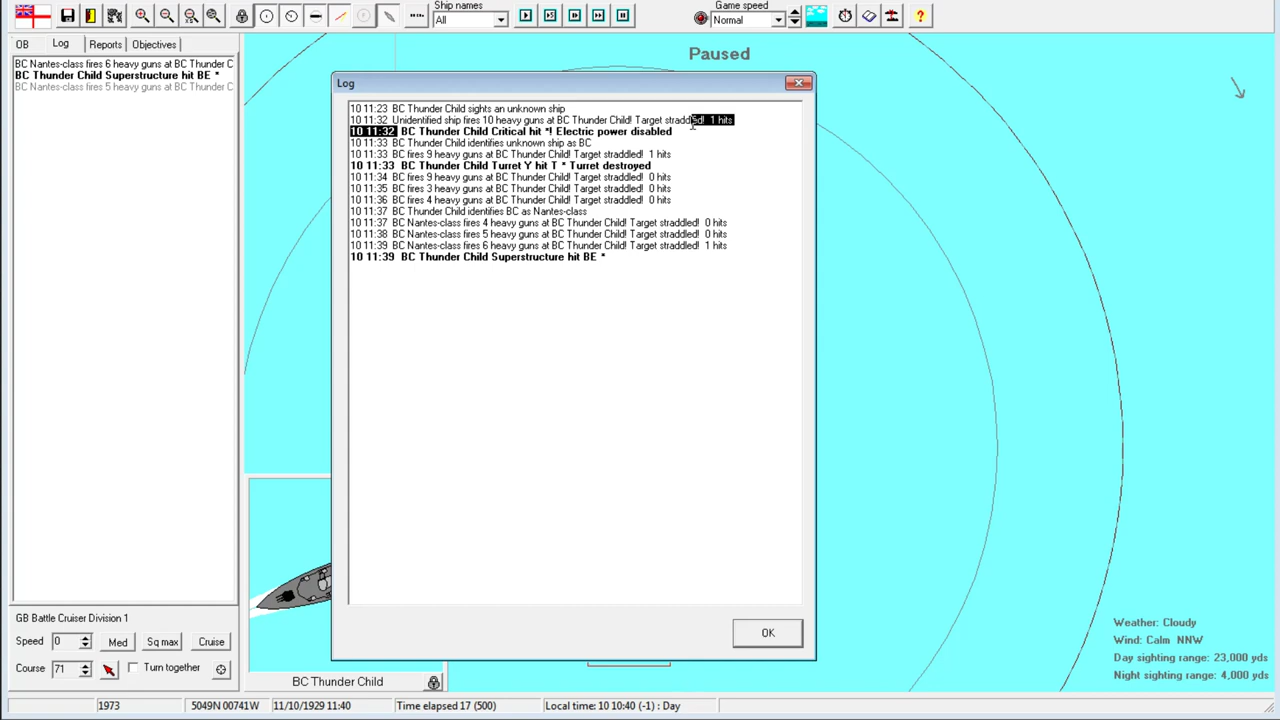 Ship names
All
Game speed
Normal
OB
Log
Reports
Objectives
BC Nantes-class fires 6 heavy guns at BC Thunder C
BC Thunder Child Superstructure hit BE *
BC Nantes-class fires 5 heavy guns at BC Thunder C
Paused
Log
10 11:23 BC Thunder Child sights an unknown ship
10 11:32 Unidentified ship fires 10 heavy guns at BC Thunder Child! Target straddled! 1 hits
10 11:32 BC Thunder Child Critical hit *! Electric power disabled
10 11:33 BC Thunder Child identifies unknown ship as BC
10 11:33 BC fires 9 heavy guns at BC Thunder Child! Target straddled! 1 hits
10 11:33 BC Thunder Child Turret Y hit T * Turret destroyed
10 11:34 BC fires 9 heavy guns at BC Thunder Child! Target straddled! 0 hits
10 11:35 BC fires 3 heavy guns at BC Thunder Child! Target straddled! 0 hits
10 11:36 BC fires 4 heavy guns at BC Thunder Child! Target straddled! 0 hits
10 11:37 BC Thunder Child identifies BC as Nantes-class
10 11:37 BC Nantes-class fires 4 heavy guns at BC Thunder Child! Target straddled! 0 hits
10 11:38 BC Nantes-class fires 5 heavy guns at BC Thunder Child! Target straddled! 0 hits
10 11:39 BC Nantes-class fires 6 heavy guns at BC Thunder Child! Target straddled! 1 hits
10 11:39 BC Thunder Child Superstructure hit BE *
OK
GB Battle Cruiser Division 1
Speed 0 Med Sq max Cruise
Course 71 Turn together
BC Thunder Child
Weather: Cloudy
Wind: Calm NNW
Day sighting range: 23,000 yds
Night sighting range: 4,000 yds
1973
5049N 00741W
11/10/1929 11:40
Time elapsed 17 (500)
Local time: 10 10:40 (-1) : Day